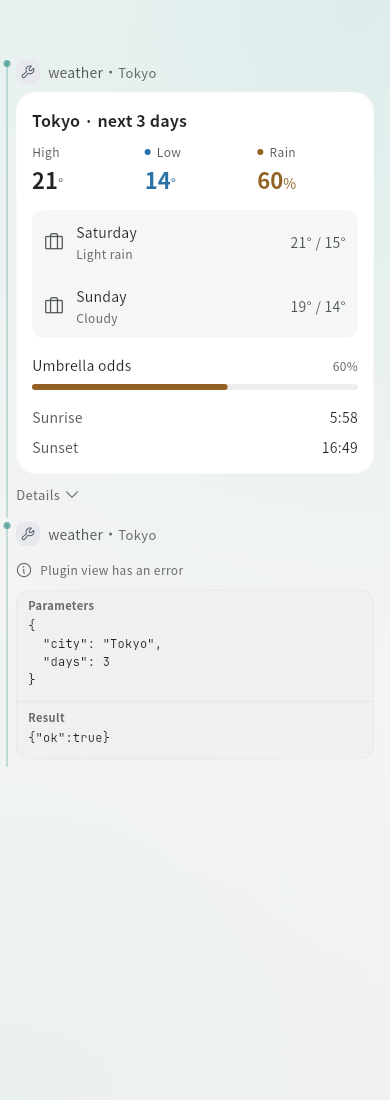 weather • Tokyo
Tokyo · next 3 days
High
Low
Rain
21°
14°
60%
Saturday
Light rain
21° / 15°
Sunday
Cloudy
19° / 14°
Umbrella odds
60%
Sunrise
5:58
Sunset
16:49
Details
weather • Tokyo
Plugin view has an error
Parameters
{
  "city": "Tokyo",
  "days": 3
}
Result
{"ok":true}